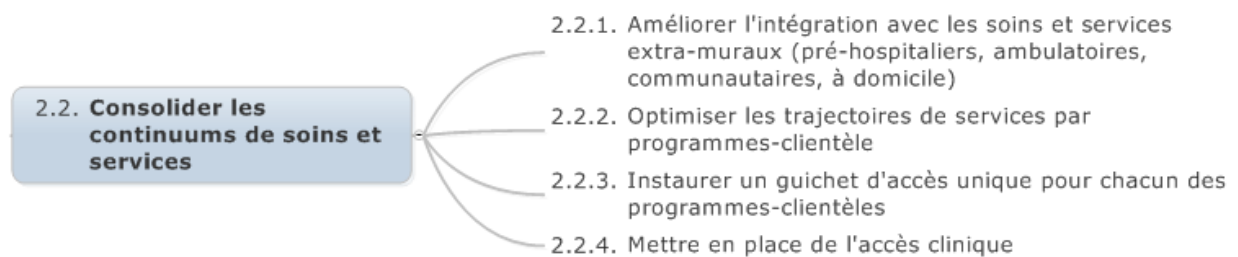 2.2. Consolider les
continuums de soins et
services
2.2.1. Améliorer l'intégration avec les soins et services
extra-muraux (pré-hospitaliers, ambulatoires,
communautaires, à domicile)
2.2.2. Optimiser les trajectoires de services par
programmes-clientèle
2.2.3. Instaurer un guichet d'accès unique pour chacun des
programmes-clientèles
2.2.4. Mettre en place de l'accès clinique